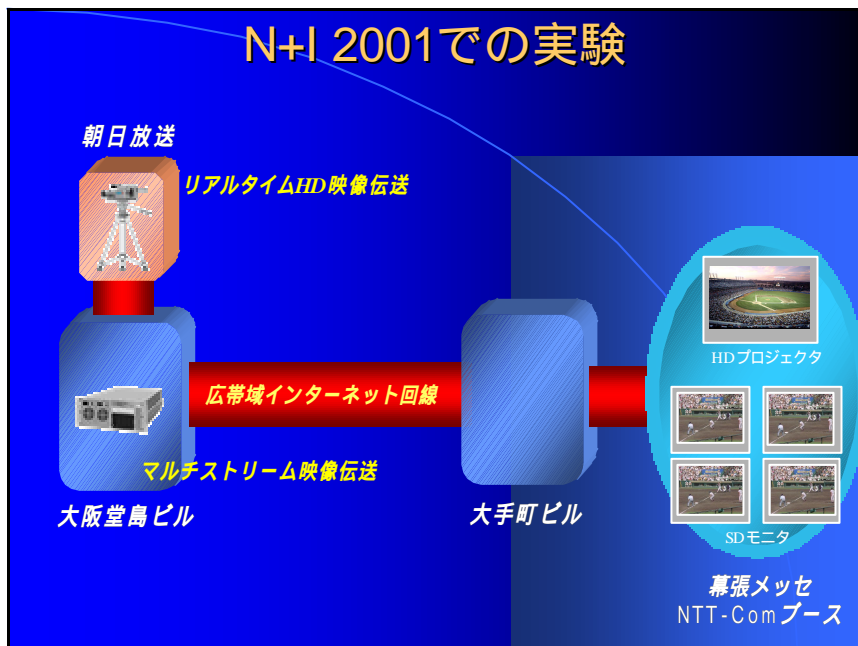 N+I 2001での実験
朝日放送
リアルタイムHD映像伝送
HDプロジェクタ
広帯域インターネット回線
マルチストリーム映像伝送
大阪堂島ビル
大手町ビル
SDモニタ
幕張メッセ
NTT-Comブース